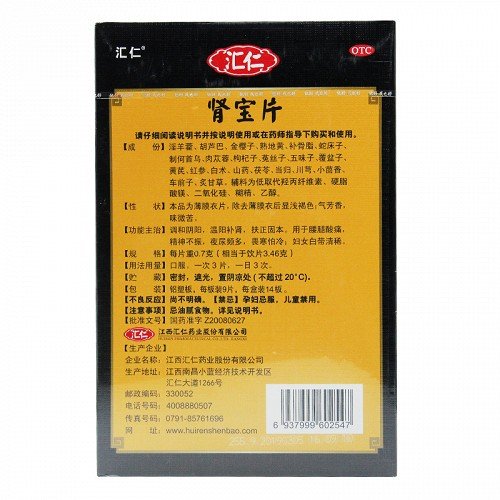 汇仁®
汇仁
OTC
肾宝片
请仔细阅读说明书并按说明使用或在药师指导下购买和使用。
【成 份】淫羊藿、胡芦巴、金樱子、熟地黄、补骨脂、蛇床子、
制何首乌、肉苁蓉、枸杞子、菟丝子、五味子、覆盆子、
黄芪、红参、白术、山药、茯苓、当归、川芎、小茴香、
车前子、炙甘草，辅料为低取代羟丙纤维素、硬脂
酸镁、二氧化硅、糊精、乙醇。
【性 状】本品为薄膜衣片，除去薄膜衣后显浅褐色；气芳香，
味微苦。
【功能主治】调和阴阳，温阳补肾，扶正固本。用于腰腿酸痛，
精神不振，夜尿频多，畏寒怕冷；妇女白带清稀。
【规 格】每片重0.7克（相当于饮片3.46克）
【用法用量】口服，一次3片，一日3次。
【贮 藏】密封，遮光，置阴凉处（不超过20°C）。
【包 装】铝塑板，每板装9片，每盒装14板。
【不良反应】尚不明确。【禁忌】孕妇忌服，儿童禁用。
【注意事项】忌油腻食物。详见说明书。
【批准文号】国药准字Z20080627
汇仁 江西汇仁药业股份有限公司
【生产企业】
企业名称：江西汇仁药业股份有限公司
生产地址：江西南昌小蓝经济技术开发区
汇仁大道1266号
邮政编码：330052
电话号码：4008880507
传真号码：0791-85761696
网 址：www.huirenshenbao.com
6 937999 602547